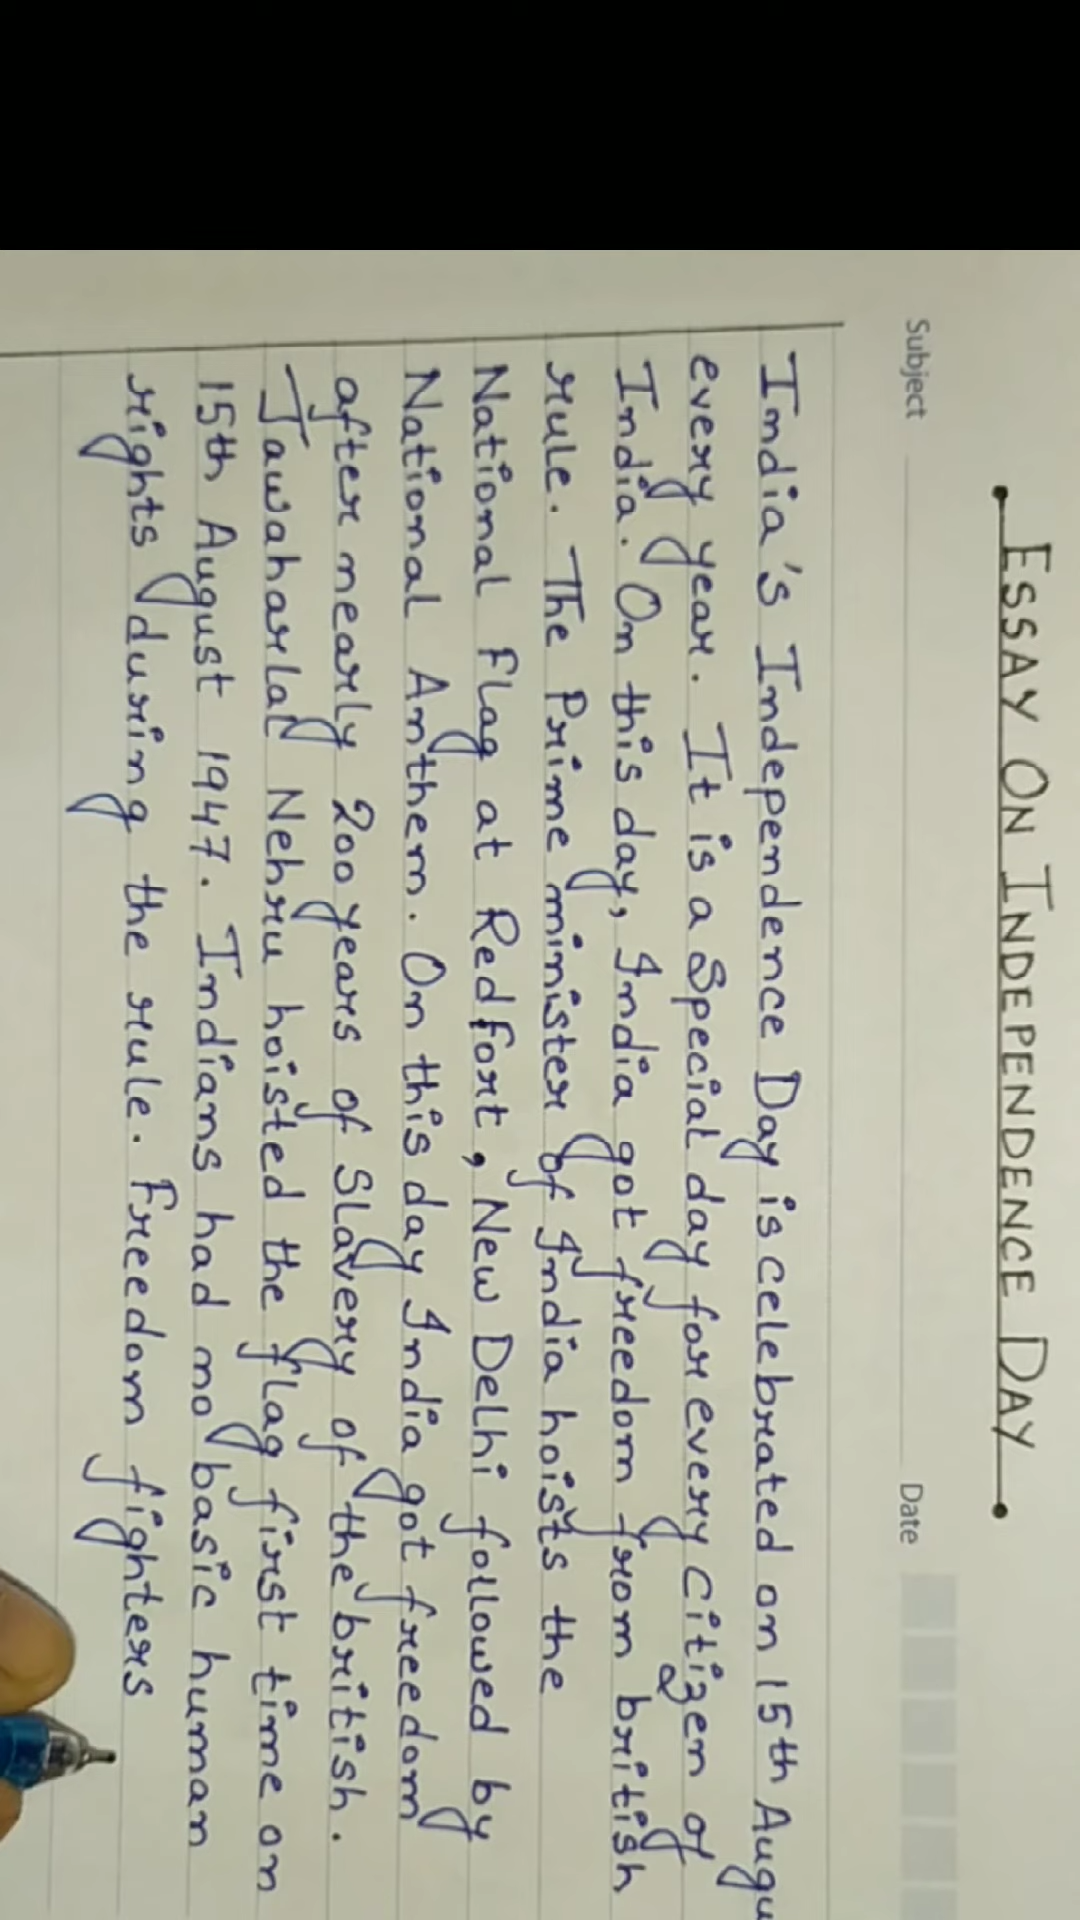 ESSAY ON INDEPENDENCE DAY
Subject Date
India's Independence Day is celebrated on 15th Augu
every year. It is a Special day for every citizen of
India. On this day, India got freedom from british
rule. The Prime minister of India hoists the
National Flag at Red fort, New Delhi followed by
National Anthem. On this day India got freedom
after nearly 200 years of Slavery of the british.
Jawaharlal Nehru hoisted the flag first time on
15th August 1947. Indians had no basic human
rights during the rule. Freedom fighters